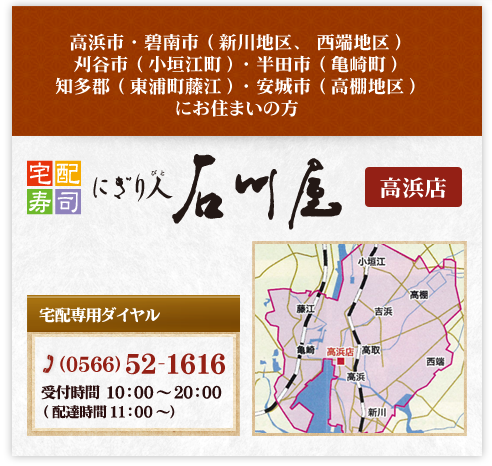 高浜市・碧南市（新川地区、西端地区）
刈谷市（小垣江町）・半田市（亀崎町）
知多郡（東浦町藤江）・安城市（高棚地区）
にお住まいの方
宅配
寿司
にぎり人
びと
石川屋
高浜店
宅配専用ダイヤル
(0566) 52-1616
受付時間 10：00～20：00
（配達時間 11：00～）
小垣江
高棚
藤江
吉浜
亀崎
高浜店
高取
西端
高浜
新川